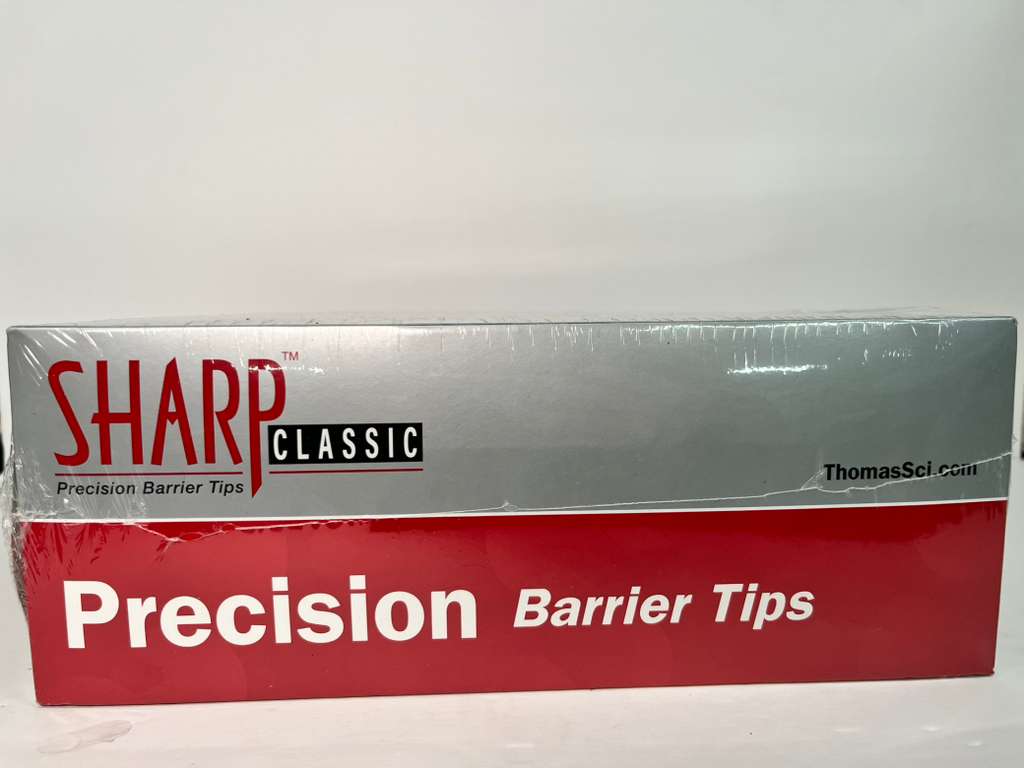 SHARP™
CLASSIC
Precision Barrier Tips
ThomasSci.com
Precision Barrier Tips